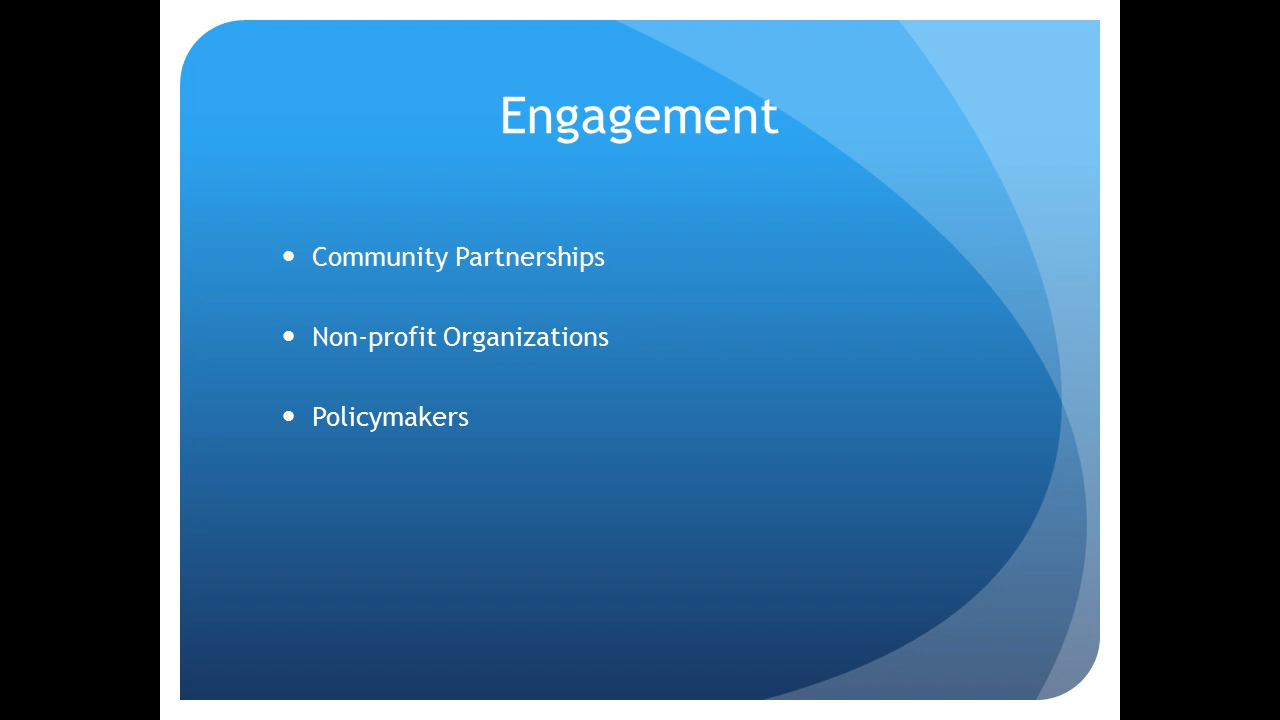 Engagement
• Community Partnerships
• Non-profit Organizations
• Policymakers